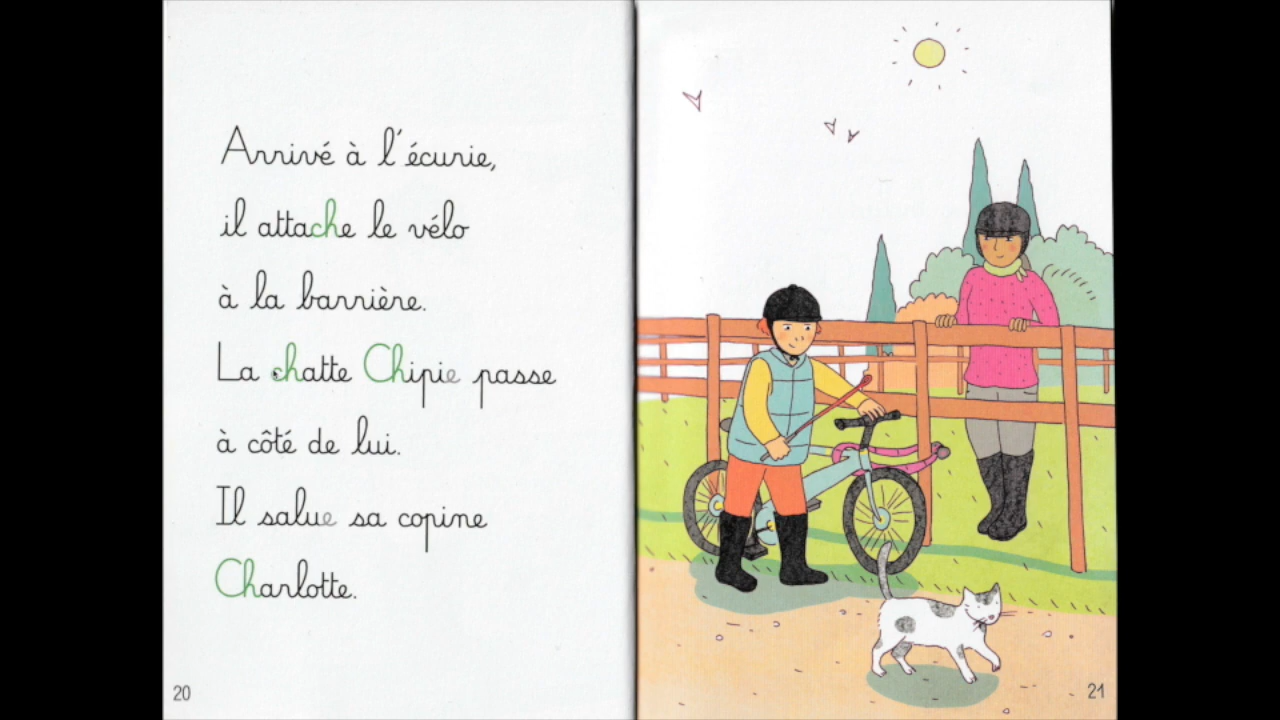 Arrivé à l'écurie,
il attache le vélo
à la barrière.
La chatte Chipie passe
à côté de lui.
Il salue sa copine
Charlotte.
20
21